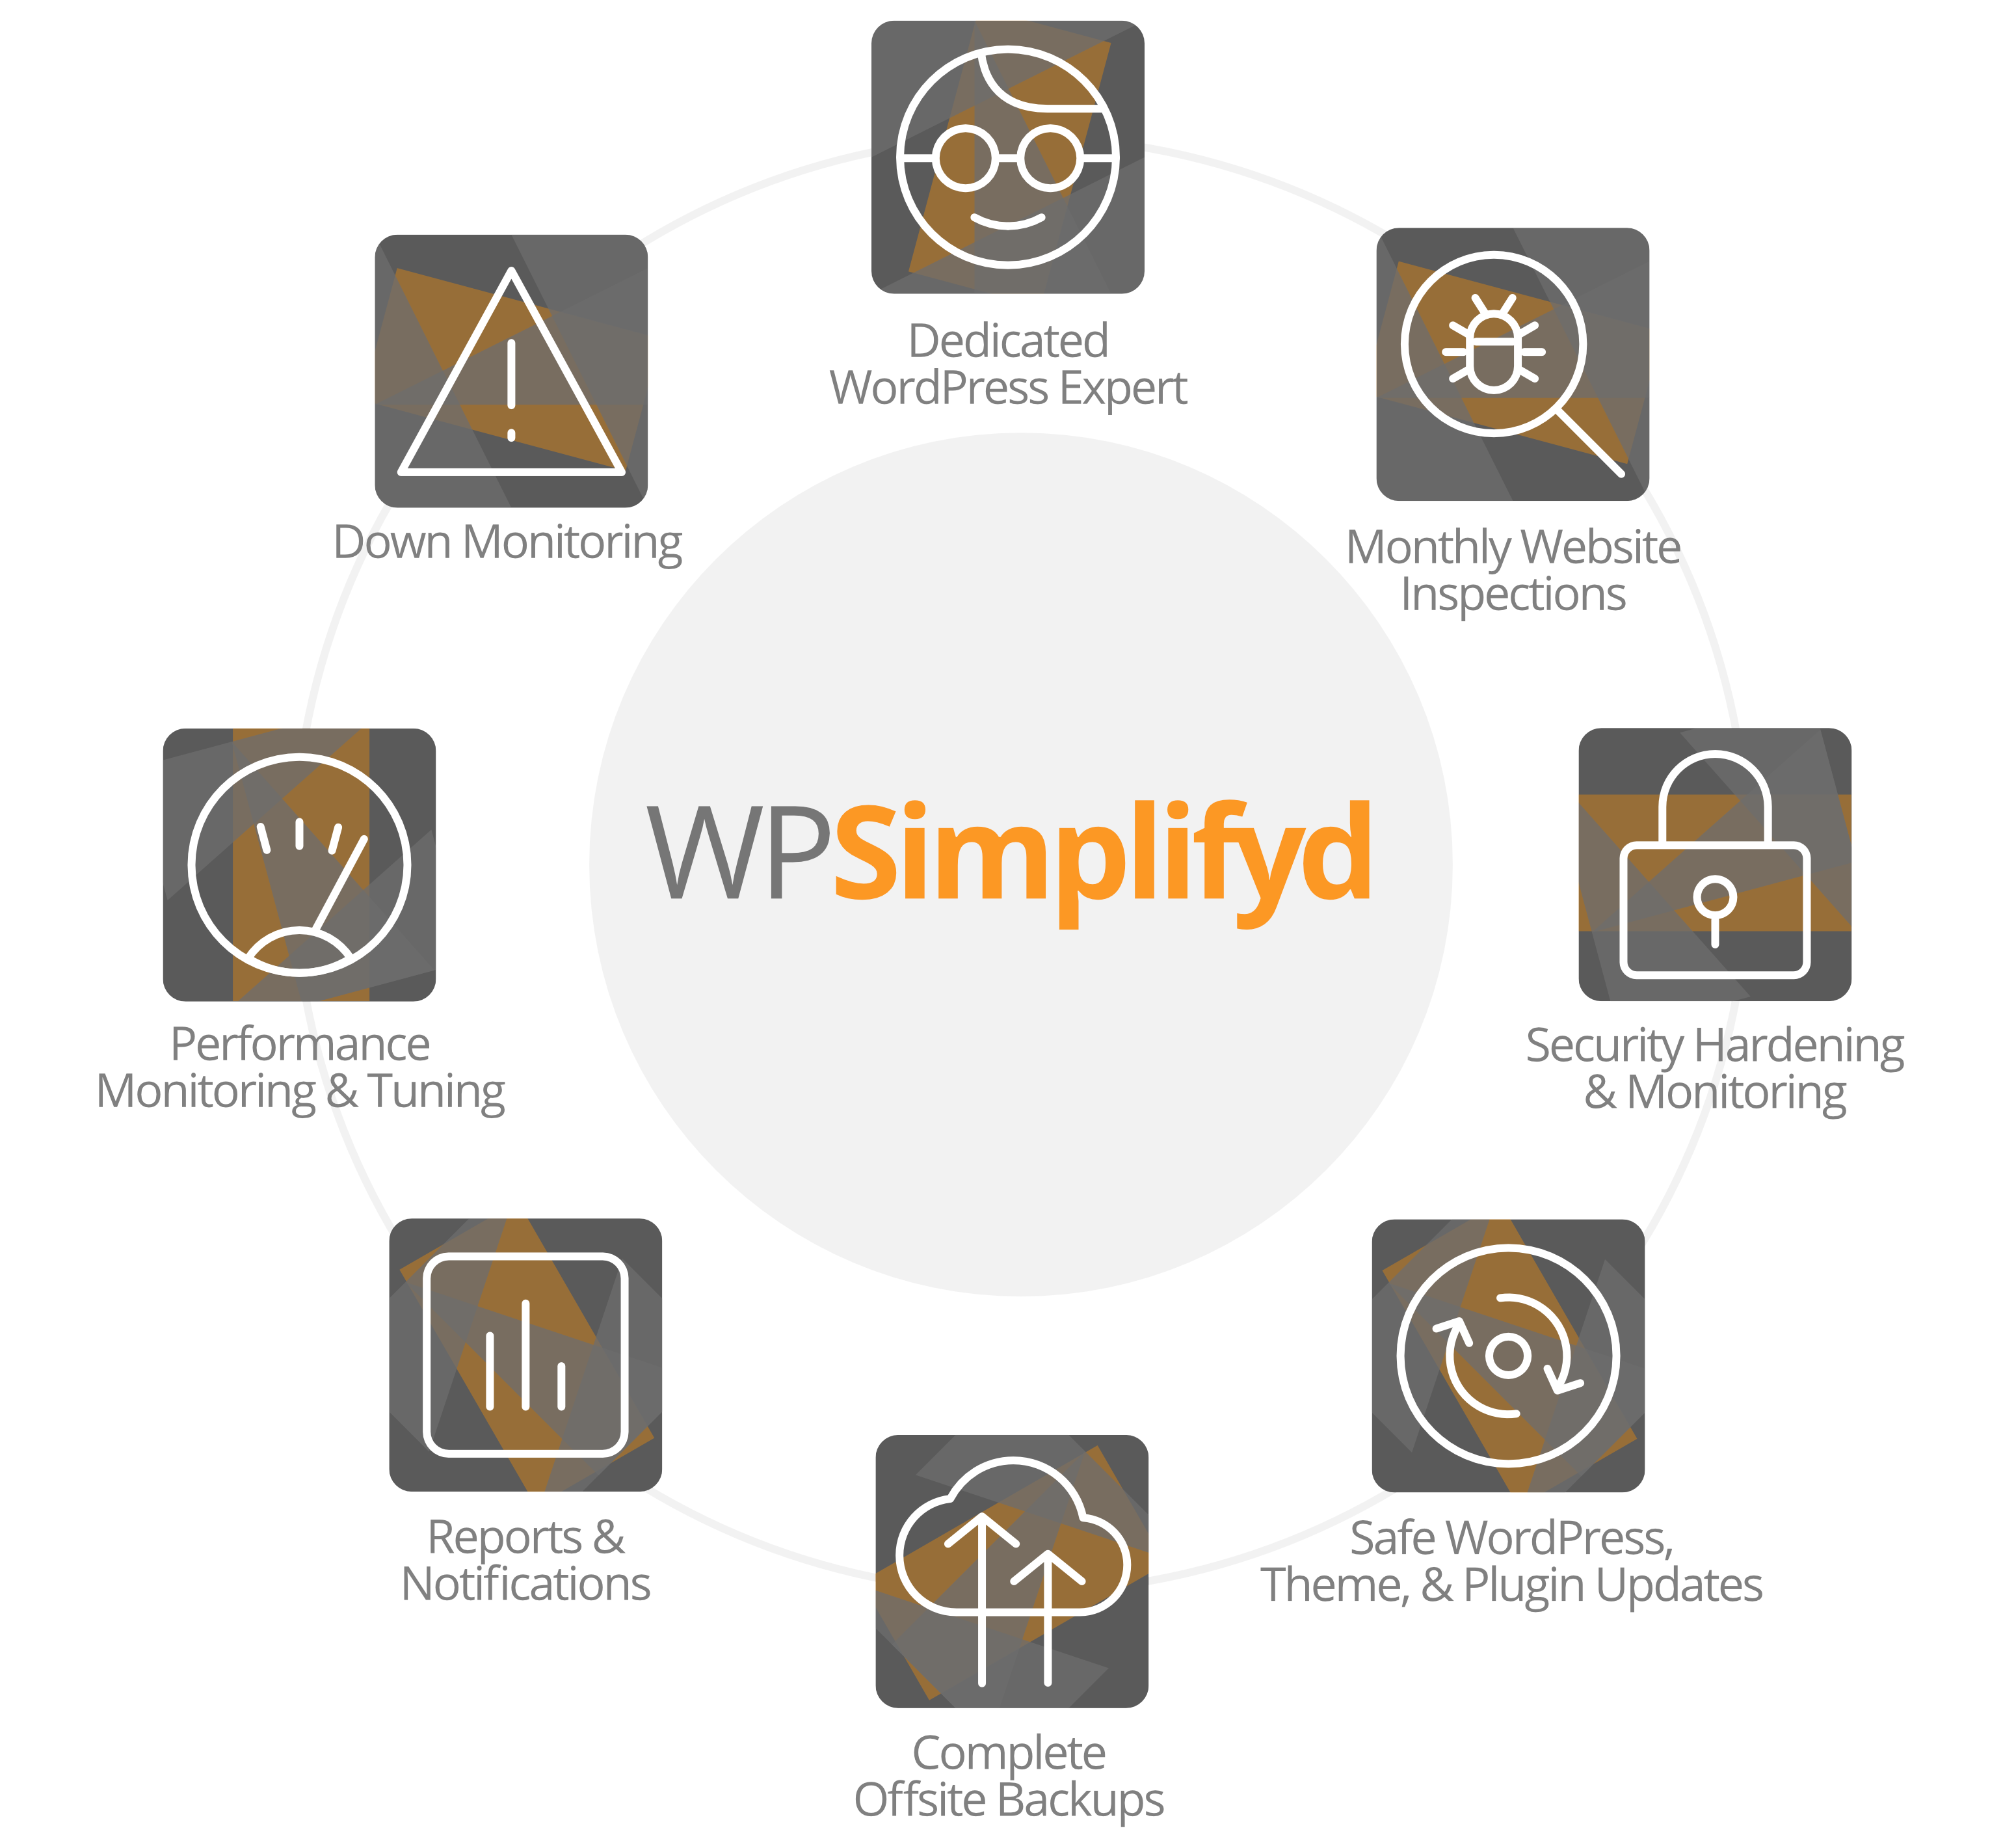 Dedicated
WordPress Expert
Down Monitoring
Monthly Website
Inspections
WPSimplifyd
Performance
Monitoring & Tuning
Security Hardening
& Monitoring
Reports &
Notifications
Safe WordPress,
Theme, & Plugin Updates
Complete
Offsite Backups